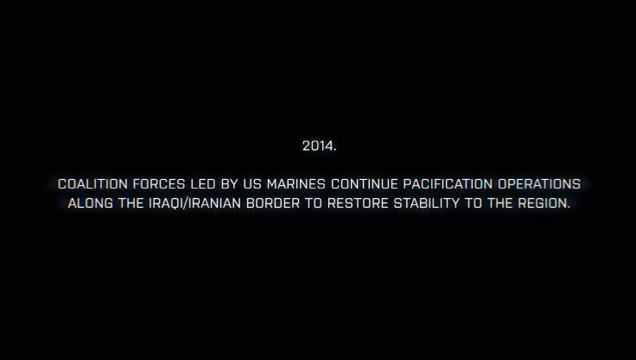 2014.
COALITION FORCES LED BY US MARINES CONTINUE PACIFICATION OPERATIONS
ALONG THE IRAQI/IRANIAN BORDER TO RESTORE STABILITY TO THE REGION.